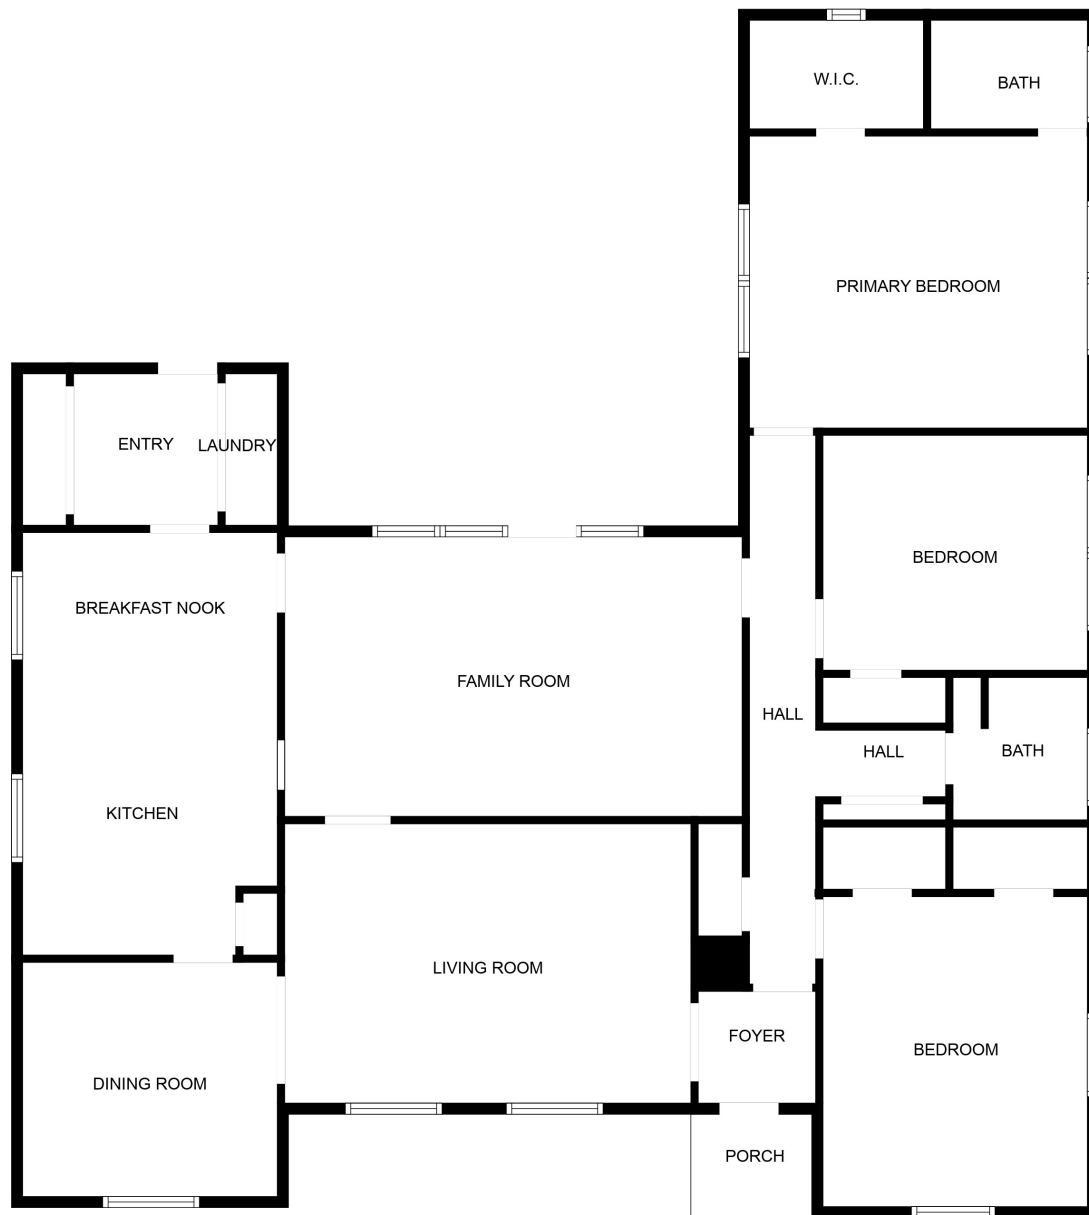 W.I.C.
BATH
PRIMARY BEDROOM
ENTRY
LAUNDRY
BEDROOM
BREAKFAST NOOK
FAMILY ROOM
HALL
HALL
BATH
KITCHEN
LIVING ROOM
FOYER
BEDROOM
DINING ROOM
PORCH